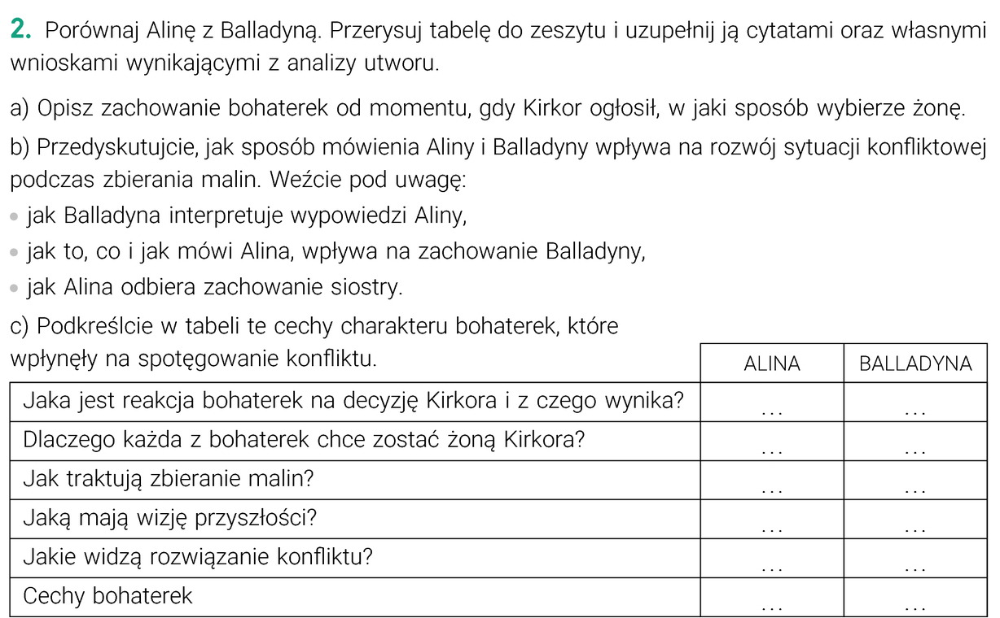 2. Porównaj Alinę z Balladyną. Przerysuj tabelę do zeszytu i uzupełnij ją cytatami oraz własnymi
wnioskami wynikającymi z analizy utworu.
a) Opisz zachowanie bohaterek od momentu, gdy Kirkor ogłosił, w jaki sposób wybierze żonę.
b) Przedyskutujcie, jak sposób mówienia Aliny i Balladyny wpływa na rozwój sytuacji konfliktowej
podczas zbierania malin. Weźcie pod uwagę:
• jak Balladyna interpretuje wypowiedzi Aliny,
• jak to, co i jak mówi Alina, wpływa na zachowanie Balladyny,
• jak Alina odbiera zachowanie siostry.
c) Podkreślcie w tabeli te cechy charakteru bohaterek, które
wpłynęły na spotęgowanie konfliktu.
ALINA BALLADYNA
Jaka jest reakcja bohaterek na decyzję Kirkora i z czego wynika? ... ...
Dlaczego każda z bohaterek chce zostać żoną Kirkora? ... ...
Jak traktują zbieranie malin? ... ...
Jaką mają wizję przyszłości? ... ...
Jakie widzą rozwiązanie konfliktu? ... ...
Cechy bohaterek ... ...